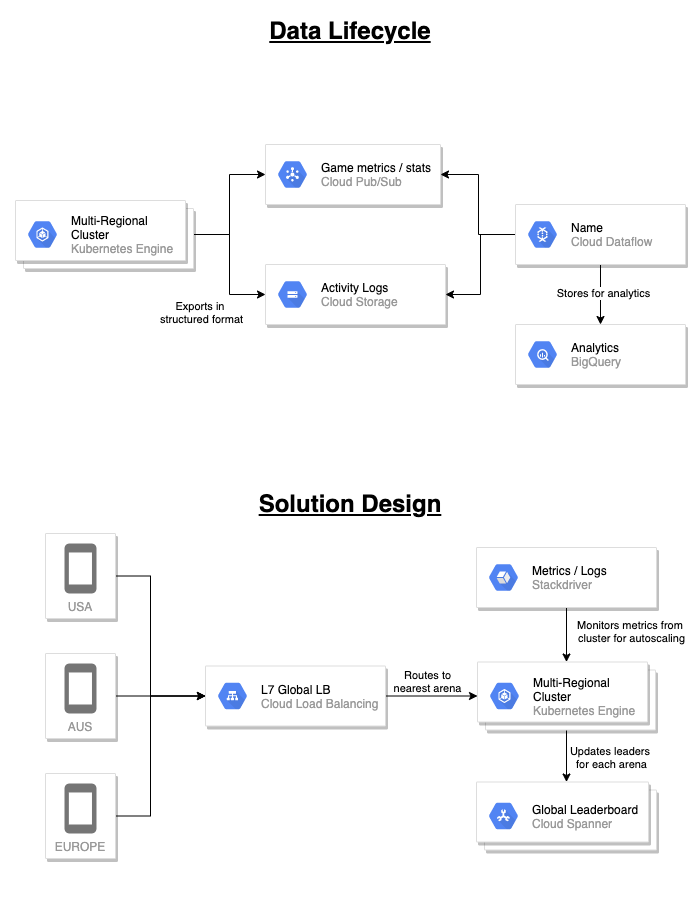 Data Lifecycle
Game metrics / stats
Cloud Pub/Sub
Multi-Regional
Cluster
Kubernetes Engine
Name
Cloud Dataflow
Activity Logs
Cloud Storage
Exports in
structured format
Stores for analytics
Analytics
BigQuery
Solution Design
USA
AUS
EUROPE
L7 Global LB
Cloud Load Balancing
Routes to
nearest arena
Metrics / Logs
Stackdriver
Monitors metrics from
cluster for autoscaling
Multi-Regional
Cluster
Kubernetes Engine
Updates leaders
for each arena
Global Leaderboard
Cloud Spanner